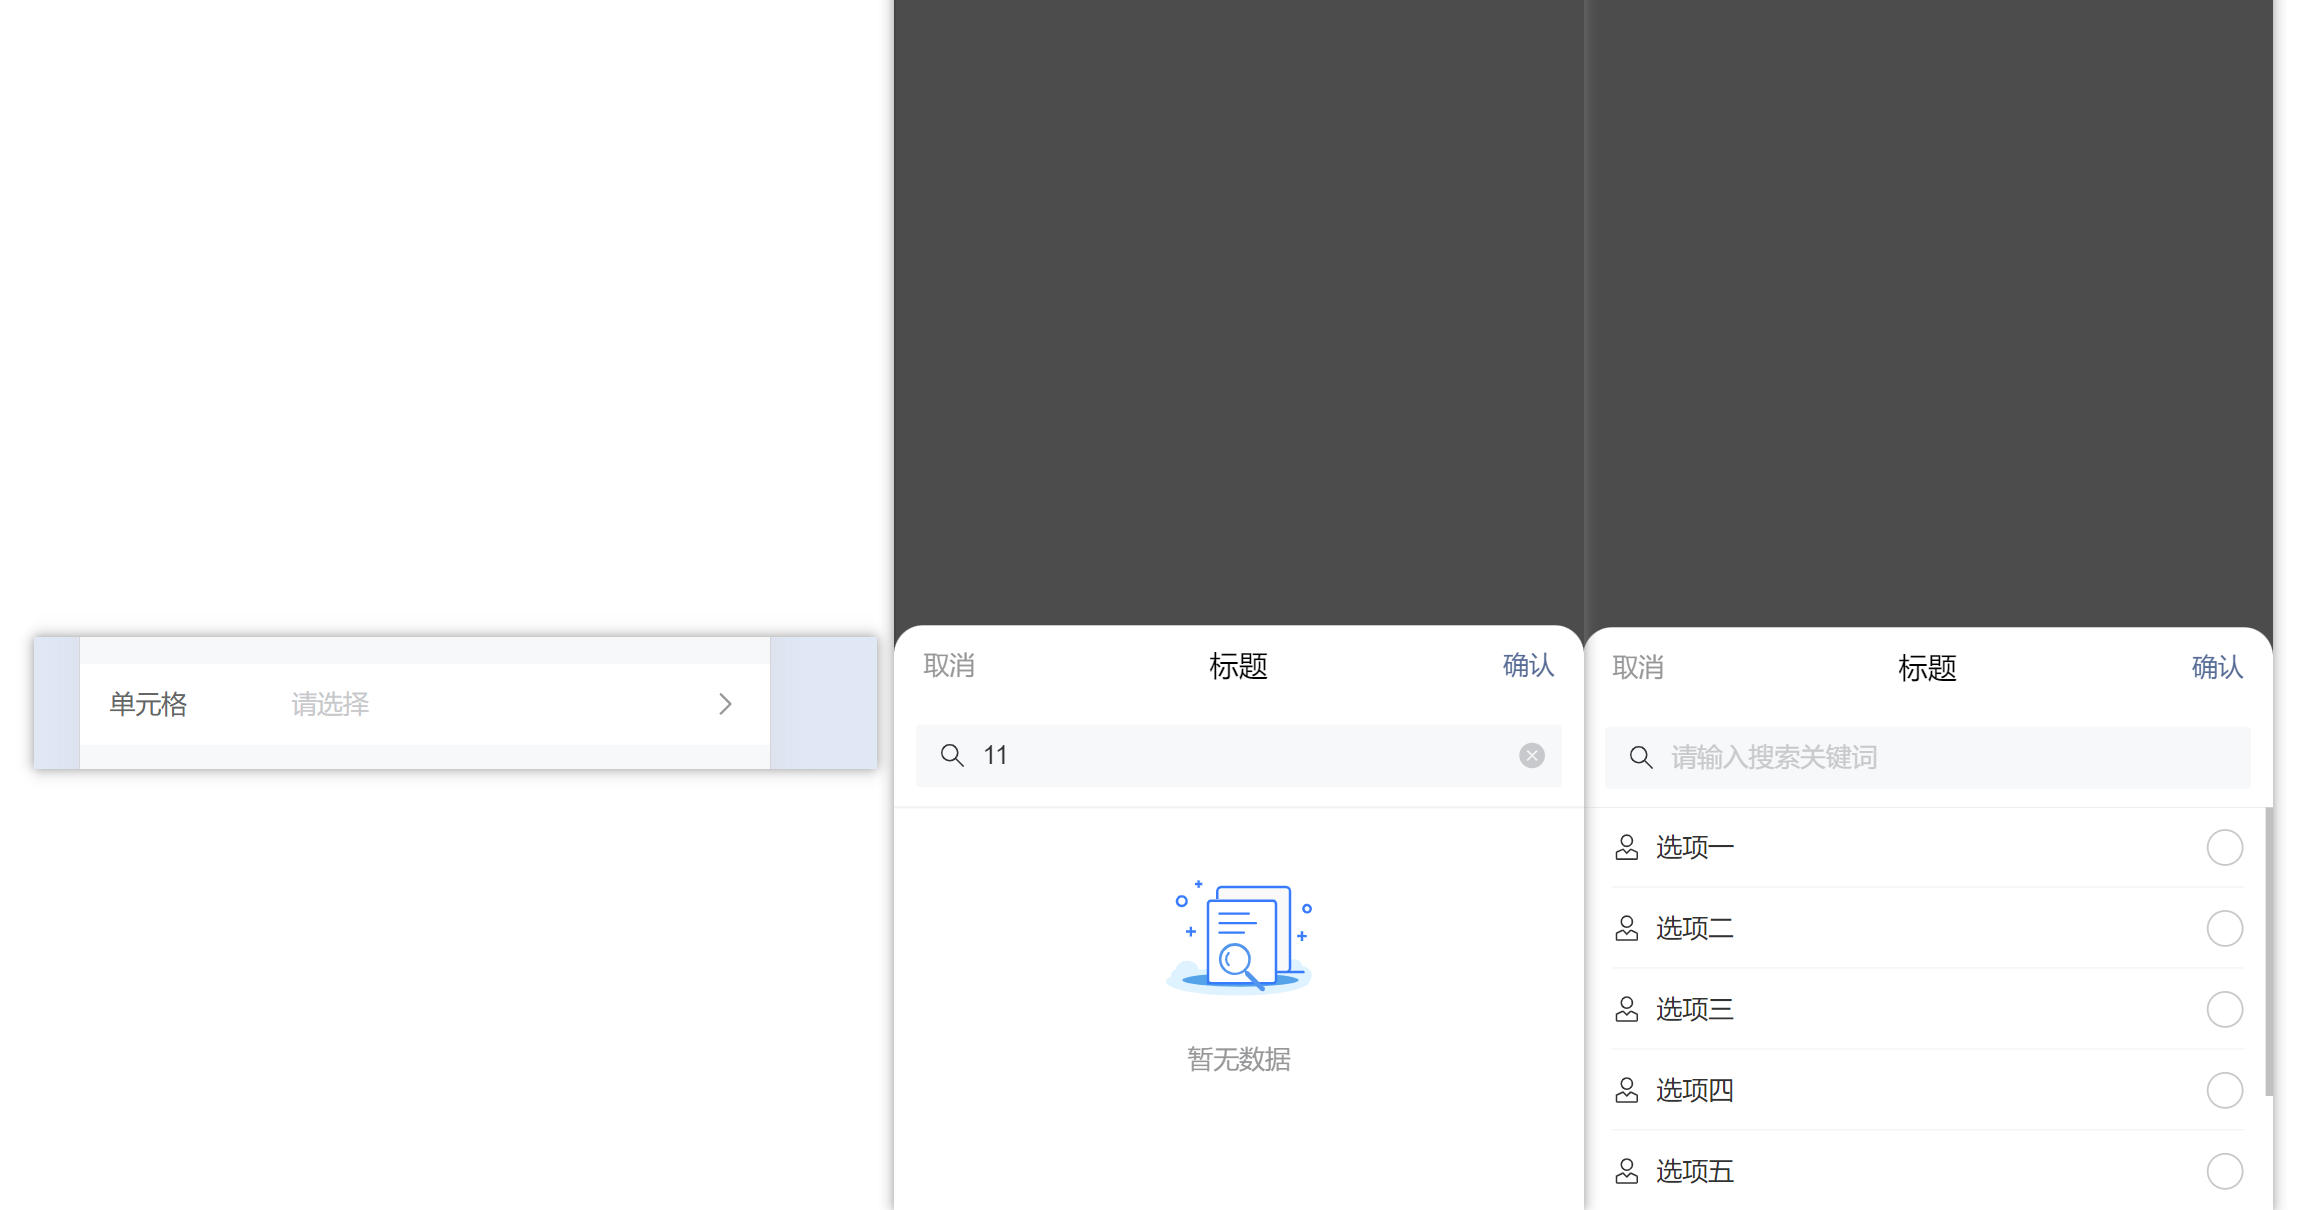 单元格 请选择
取消 标题 确认
11
暂无数据
取消 标题 确认
请输入搜索关键词
选项一
选项二
选项三
选项四
选项五